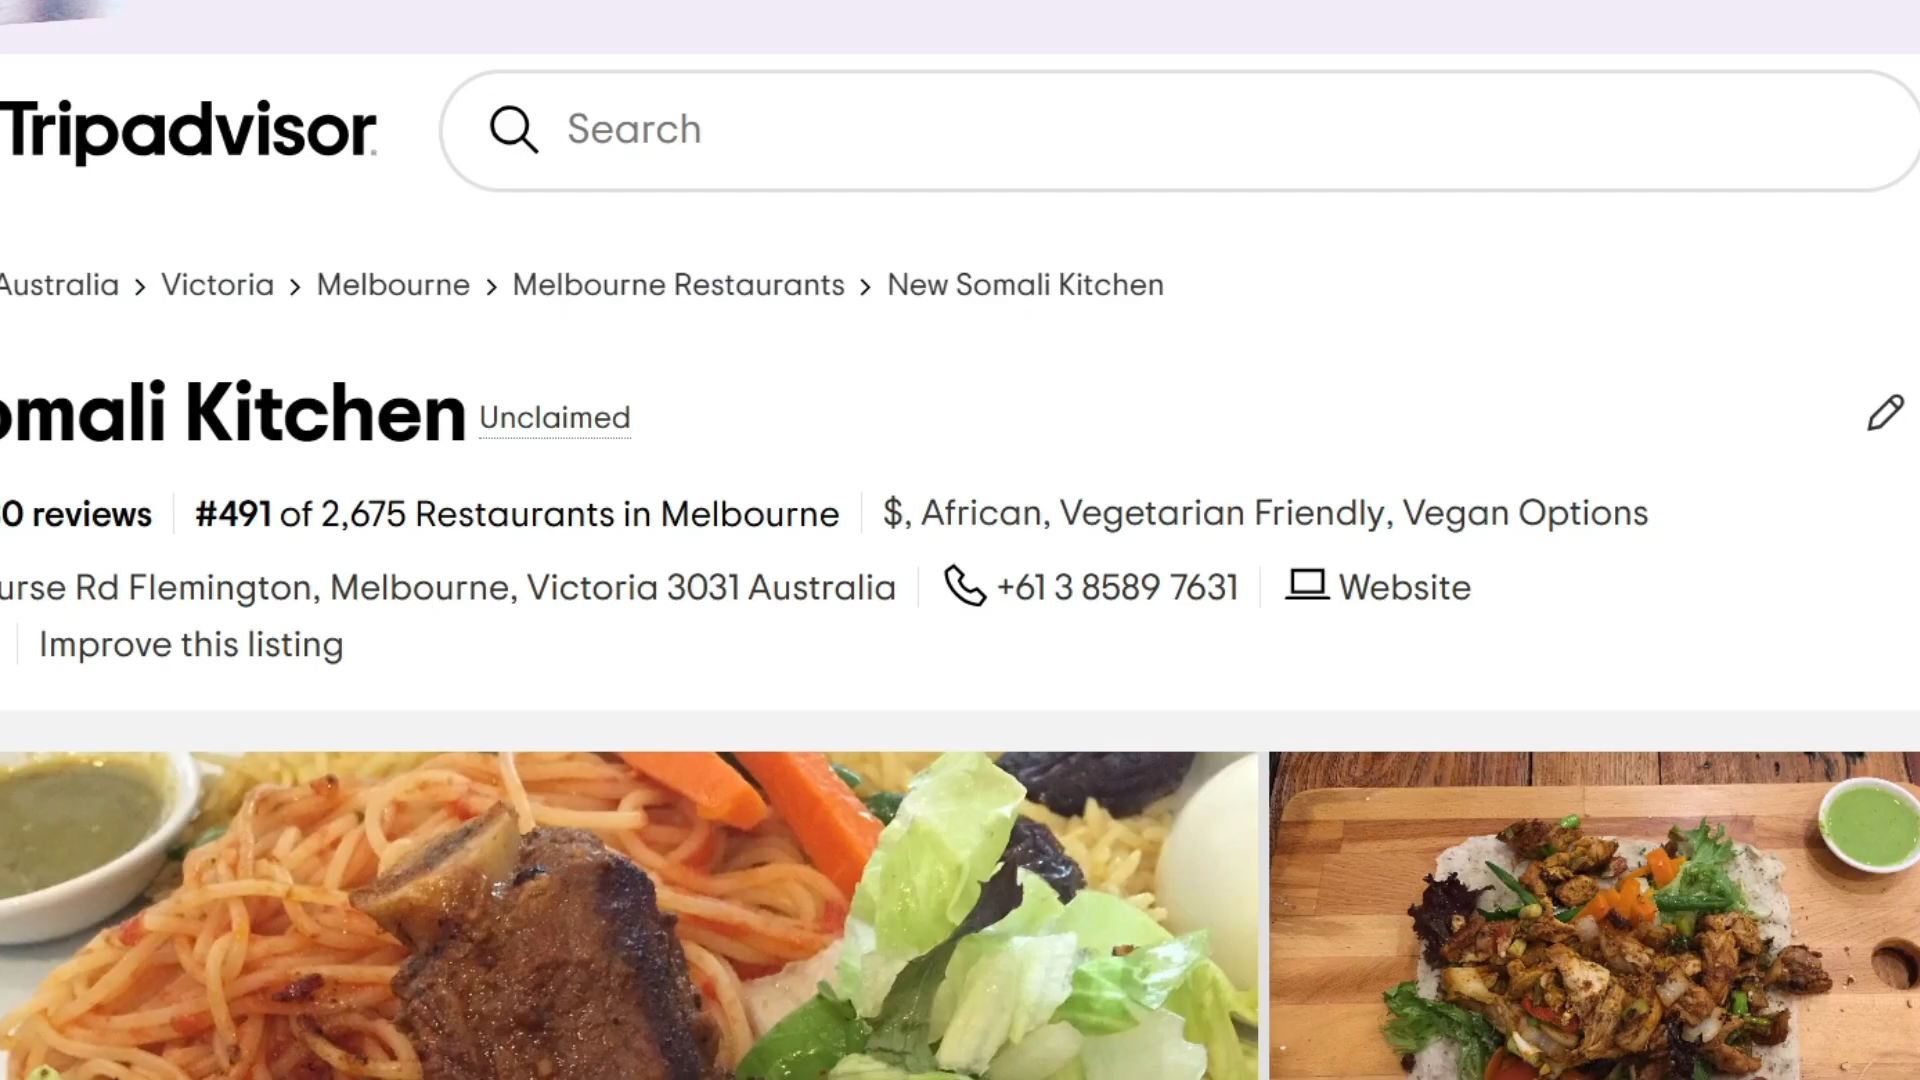 Tripadvisor
Search
Australia > Victoria > Melbourne > Melbourne Restaurants > New Somali Kitchen
Somali Kitchen Unclaimed
0 reviews #491 of 2,675 Restaurants in Melbourne $, African, Vegetarian Friendly, Vegan Options
urse Rd Flemington, Melbourne, Victoria 3031 Australia +61 3 8589 7631 Website
Improve this listing